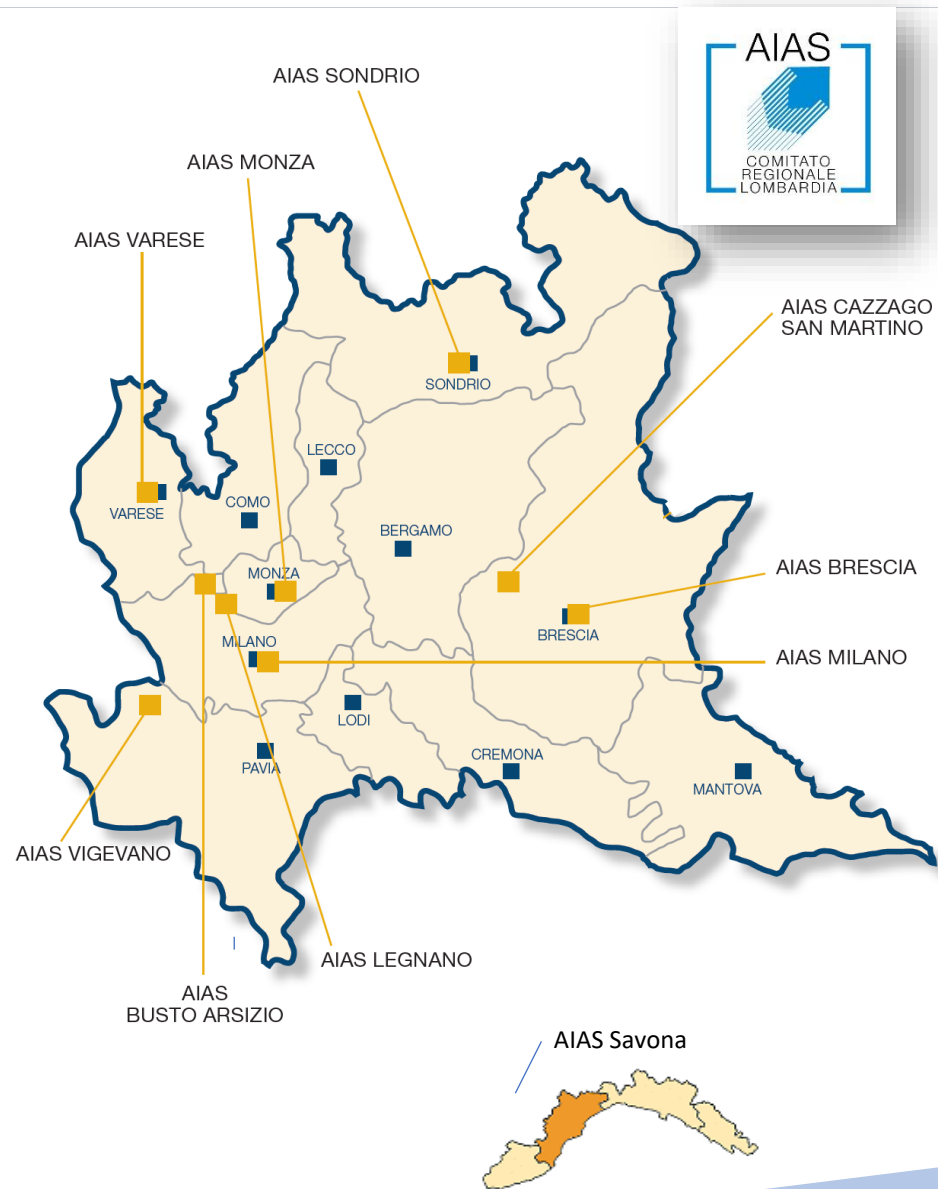 AIAS
COMITATO
REGIONALE
LOMBARDIA
AIAS SONDRIO
AIAS MONZA
AIAS VARESE
AIAS CAZZAGO
SAN MARTINO
SONDRIO
LECCO
VARESE
COMO
BERGAMO
MONZA
AIAS BRESCIA
BRESCIA
MILANO
AIAS MILANO
LODI
PAVIA
CREMONA
MANTOVA
AIAS VIGEVANO
AIAS LEGNANO
AIAS
BUSTO ARSIZIO
AIAS Savona